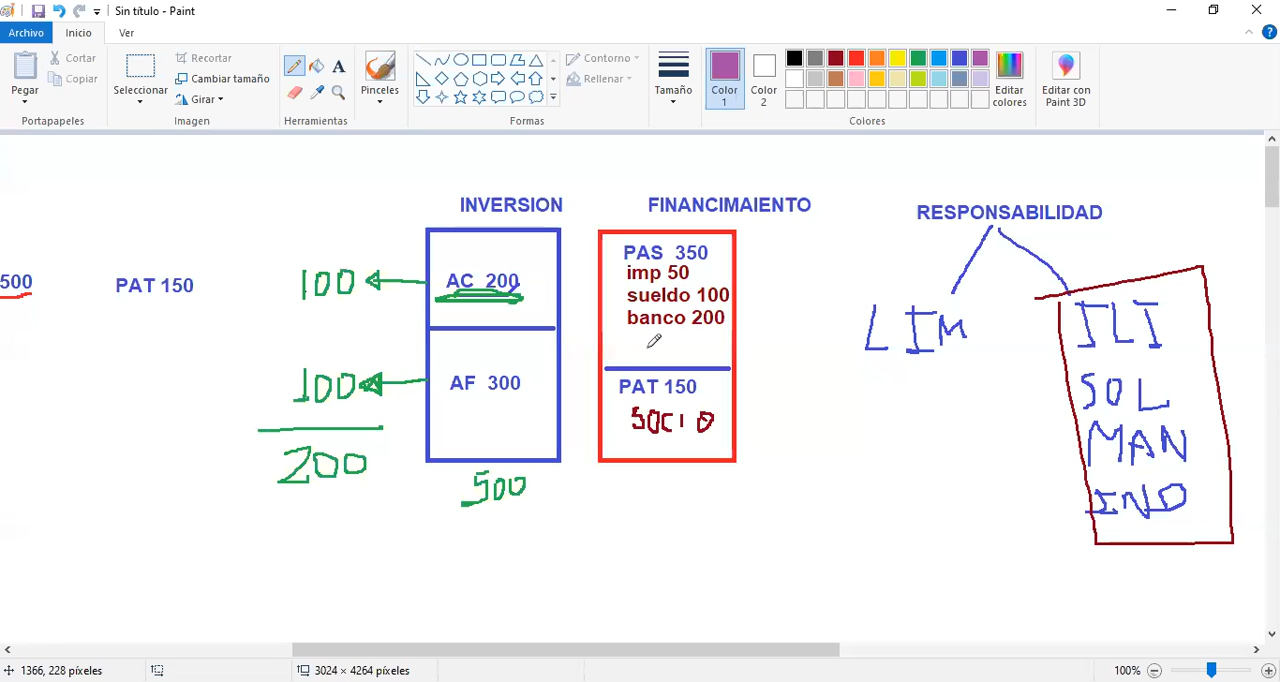 Sin título - Paint
Archivo
Inicio
Ver
Pegar
Cortar
Copiar
Portapapeles
Seleccionar
Recortar
Cambiar tamaño
Girar
Imagen
A
Herramientas
Pinceles
Contorno
Rellenar
Formas
Tamaño
Color
1
Color
2
Editar
colores
Colores
Editar con
Paint 3D
500
PAT 150
INVERSION
100
AC 200
100
AF 300
200
500
FINANCIMAIENTO
PAS 350
imp 50
sueldo 100
banco 200
PAT 150
SOCIO
RESPONSABILIDAD
LIM
ILI
SOL
MAN
IND
1366, 228 píxeles
3024 × 4264 píxeles
100%